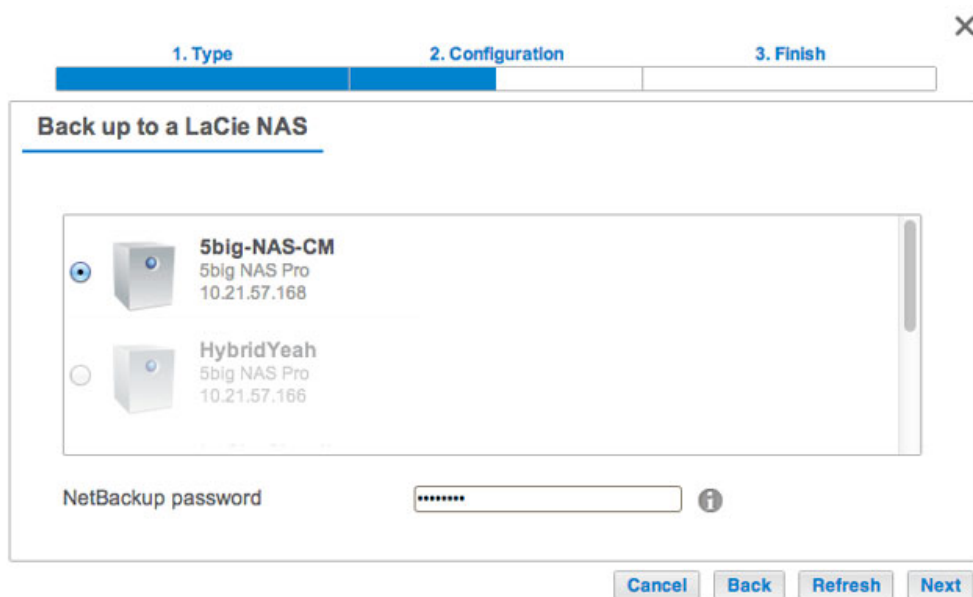 1. Type
2. Configuration
3. Finish
Back up to a LaCie NAS
5big-NAS-CM
5big NAS Pro
10.21.57.168
HybridYeah
5big NAS Pro
10.21.57.166
NetBackup password
••••••••
Cancel
Back
Refresh
Next